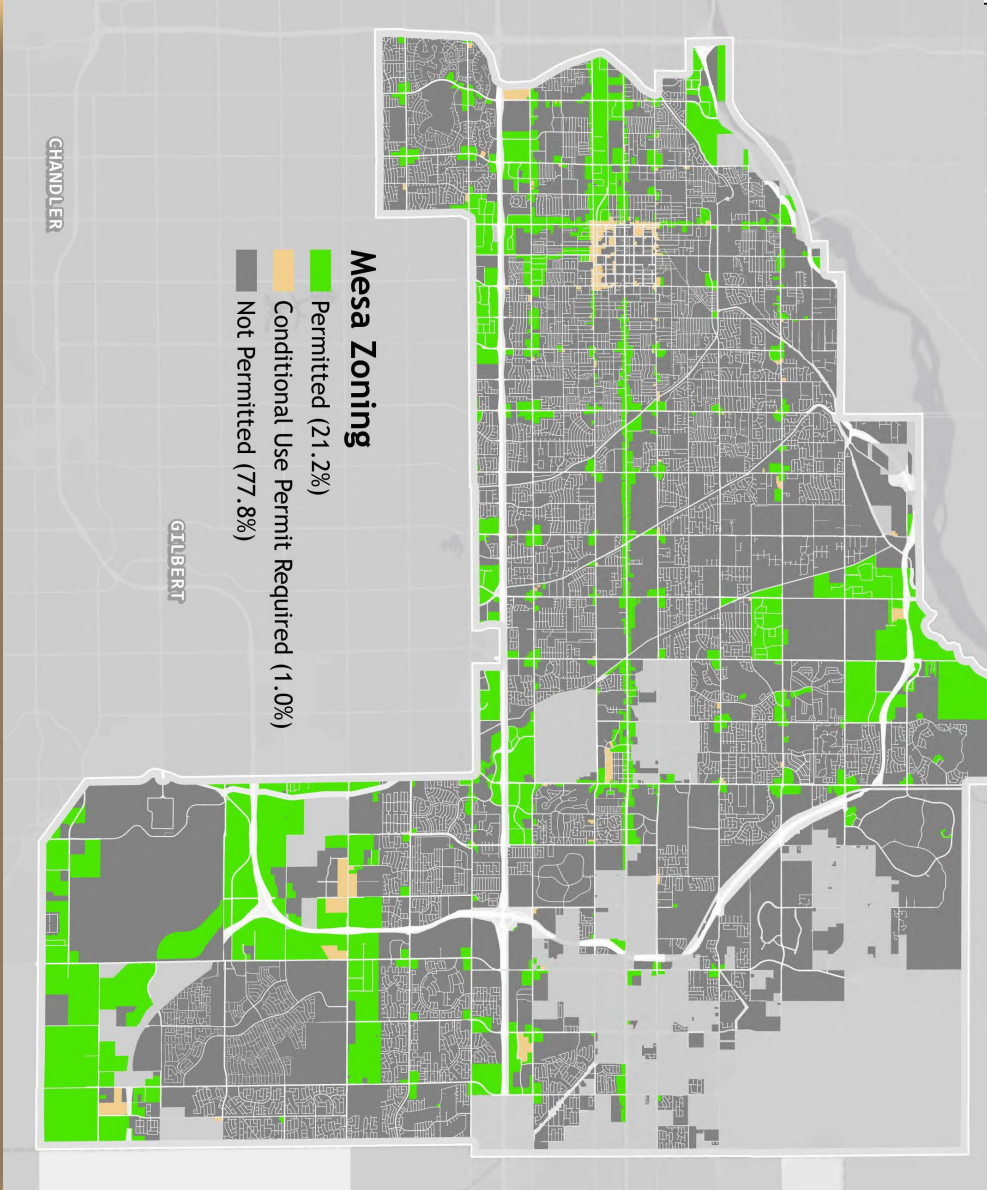 Mesa Zoning
Permitted (21.2%)
Conditional Use Permit Required (1.0%)
Not Permitted (77.8%)
CHANDLER
GILBERT